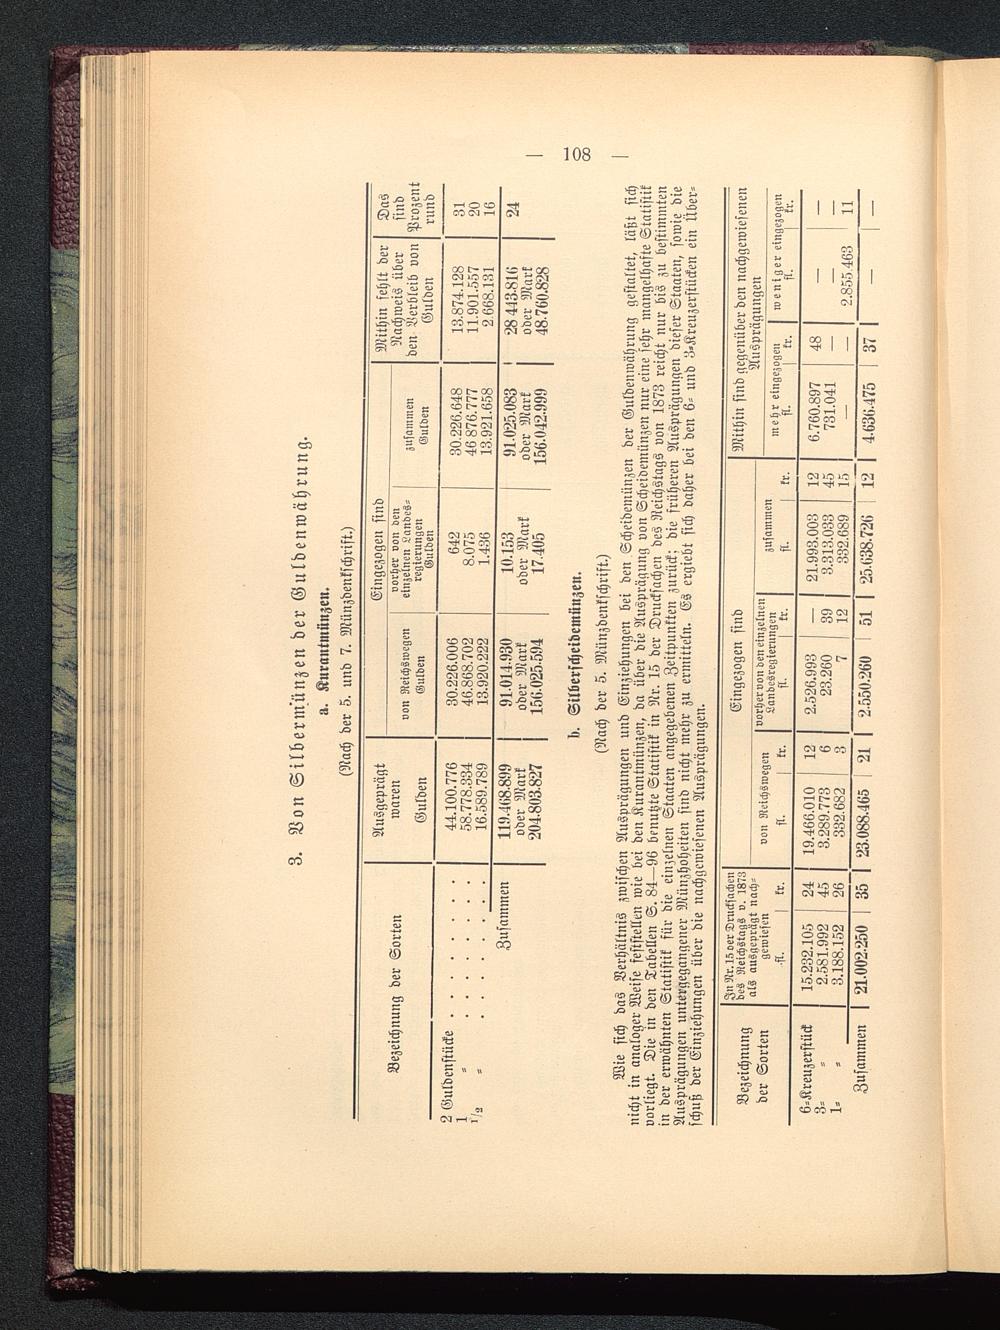 — 108 —
3. Von Silbermünzen der Guldenwährung.
a. Kurantmünzen.
(Nach der 5. und 7. Münzdenkschrift.)
Bezeichnung der Sorten | Ausgeprägt waren Gulden | Eingezogen sind: von Reichswegen Gulden | vorher von den einzelnen Landes-regierungen Gulden | zusammen Gulden | Mithin fehlt der Nachweis über den Verbleib von Gulden | Das sind Prozent rund
2 Guldenstücke . . . . . . . | 44.100.776 | 30.226.006 | 642 | 30.226.648 | 13.874.128 | 31
1 „ . . . . . . . | 58.778.334 | 46.868.702 | 8.075 | 46 876.777 | 11.901.557 | 20
1/2 „ . . . . . . . | 16.589.789 | 13.920.222 | 1.436 | 13.921.658 | 2 668.131 | 16
Zusammen | 119.468.899 | 91.014.930 | 10.153 | 91.025.083 | 28 443.816 | 24
oder Mark | oder Mark | oder Mark | oder Mark | oder Mark
204.803.827 | 156.025.594 | 17.405 | 156.042.999 | 48.760.828
b. Silberscheidemünzen.
(Nach der 5. Münzdenkschrift.)
Wie sich das Verhältnis zwischen Ausprägungen und Einziehungen bei den Scheidemünzen der Guldenwährung gestaltet, läßt sich
nicht in analoger Weise feststellen wie bei den Kurantmünzen, da über die Ausprägung von Scheidemünzen nur eine sehr mangelhafte Statistik
vorliegt. Die in den Tabellen S. 84—96 benutzte Statistik in Nr. 15 der Drucksachen des Reichstags von 1873 reicht nur bis zu bestimmten
in der erwähnten Statistik für die einzelnen Staaten angegebenen Zeitpunkten zurück; die früheren Ausprägungen dieser Staaten, sowie die
Ausprägungen untergegangener Münzhoheiten sind nicht mehr zu ermitteln. Es ergiebt sich daher bei den 6= und 3=Kreuzerstücken ein Über=
schuß der Einziehungen über die nachgewiesenen Ausprägungen.
Bezeichnung der Sorten | In Nr. 15 der Drucksachen des Reichstags v. 1873 als ausgeprägt nach=gewiesen fl. kr. | Eingezogen sind: von Reichswegen fl. kr. | vorher von den einzelnen Landesregierungen fl. kr. | zusammen fl. kr. | Mithin sind gegenüber den nachgewiesenen Ausprägungen: mehr eingezogen fl. kr. | weniger eingezogen fl. kr.
6=Kreuzerstück | 15.232.105 24 | 19.466.010 12 | 2.526.993 — | 21.993.003 12 | 6.760.897 48 | — —
3= „ „ | 2.581.992 45 | 3.289.773 6 | 23.260 39 | 3.313.033 45 | 731.041 — | — —
1= „ „ | 3.188.152 26 | 332.682 3 | 7 12 | 332.689 15 | — — | 2.855.463 11
Zusammen | 21.002.250 35 | 23.088.465 21 | 2.550.260 51 | 25.638.726 12 | 4.636.475 37 | — —